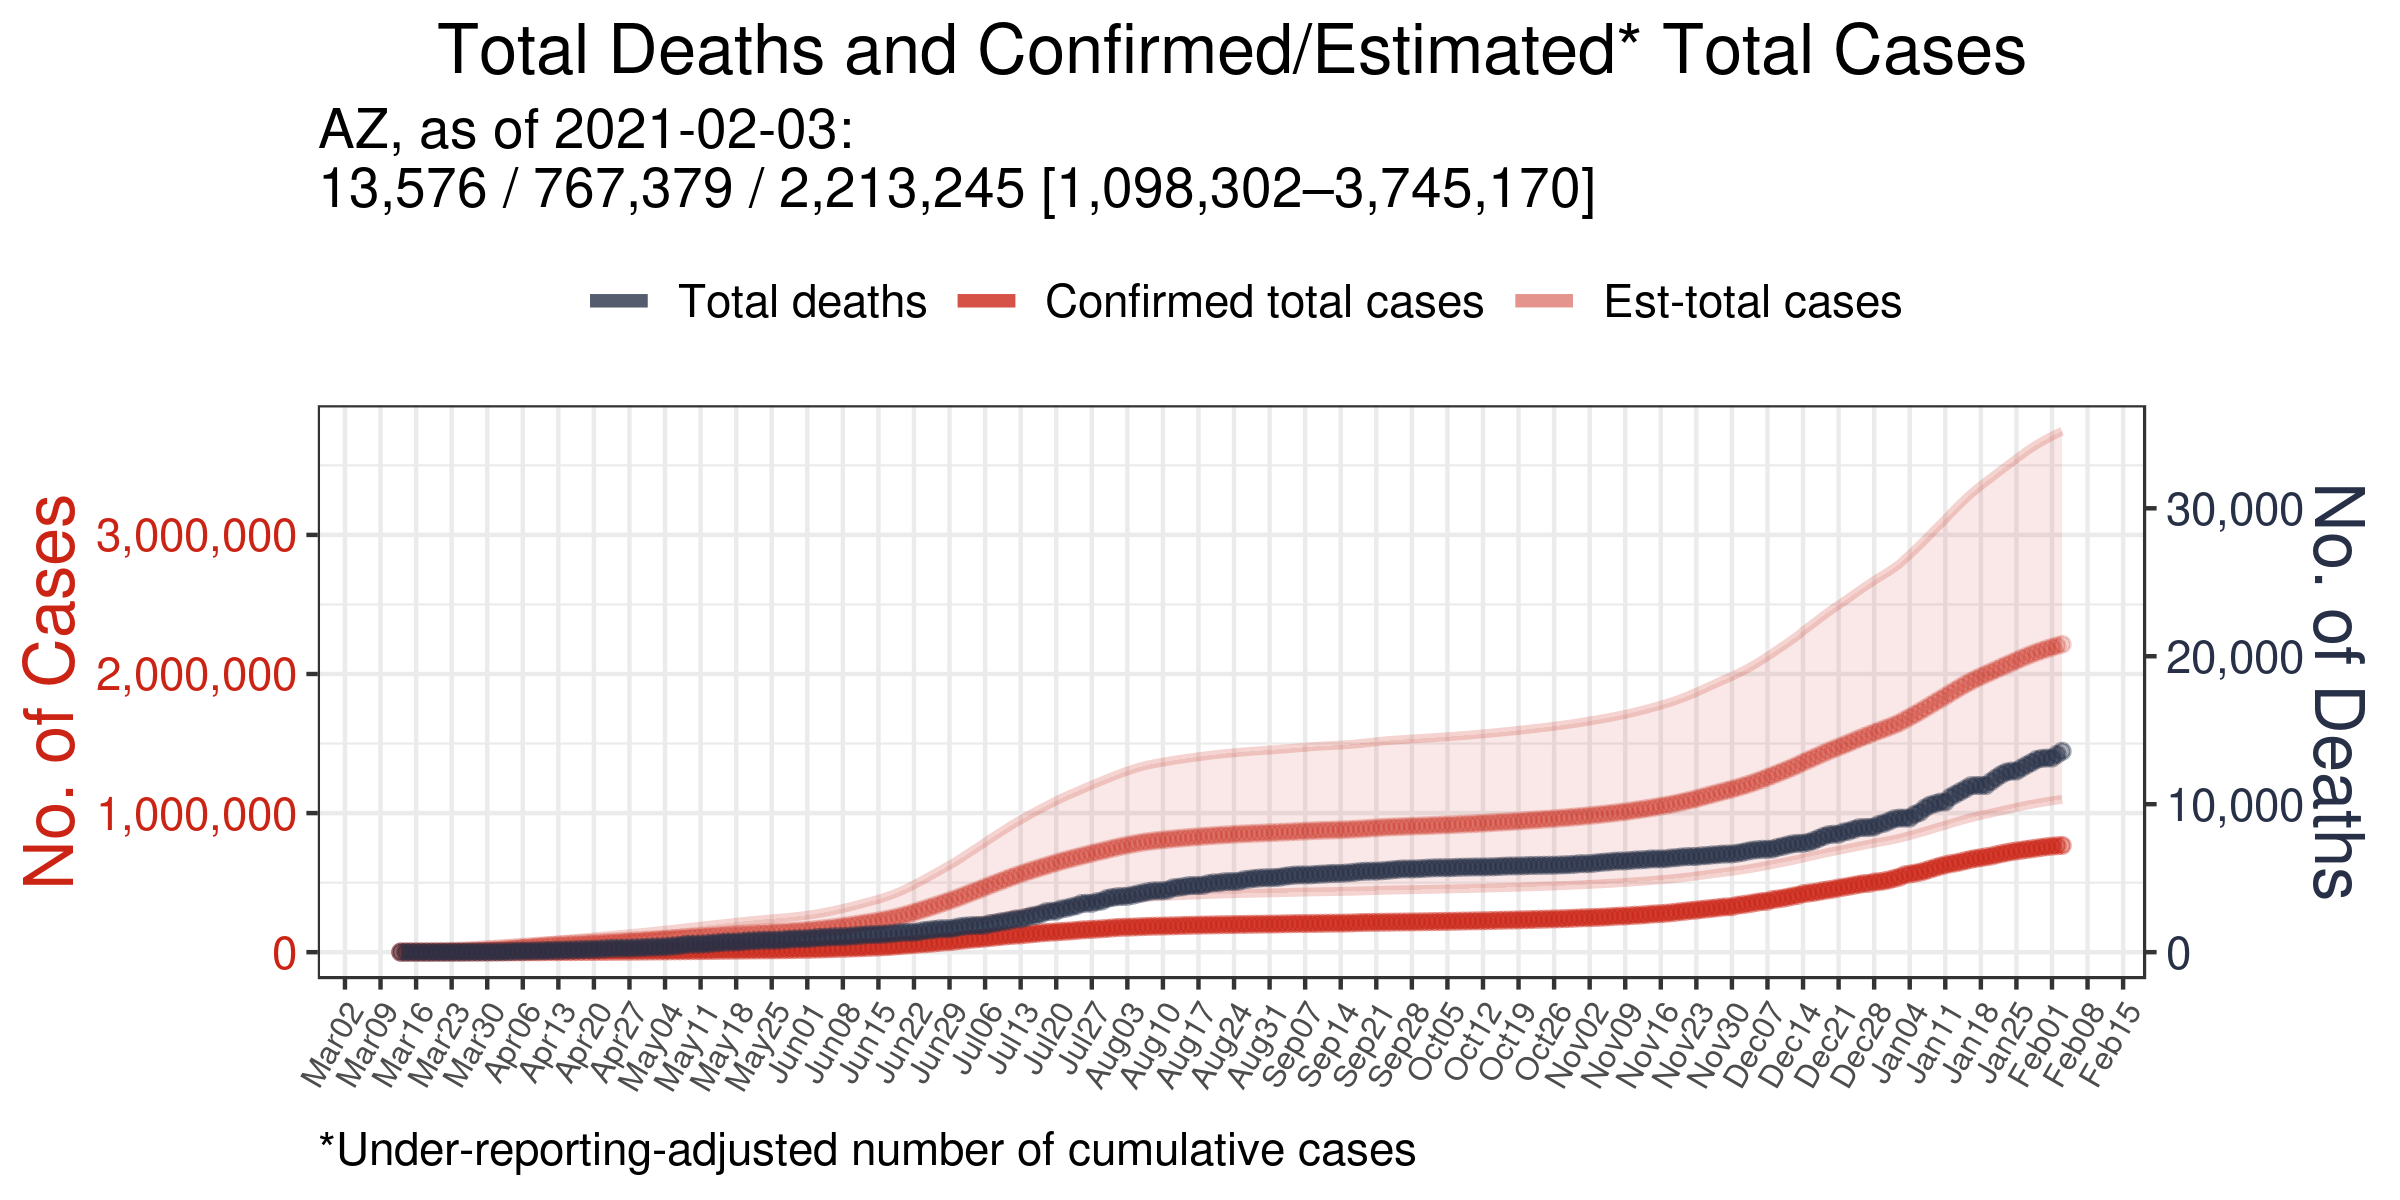 Total Deaths and Confirmed/Estimated* Total Cases
AZ, as of 2021-02-03:
13,576 / 767,379 / 2,213,245 [1,098,302–3,745,170]
Total deaths
Confirmed total cases
Est-total cases
No. of Cases
3,000,000
2,000,000
1,000,000
0
30,000
20,000
10,000
0
No. of Deaths
Mar02
Mar09
Mar16
Mar23
Mar30
Apr06
Apr13
Apr20
Apr27
May04
May11
May18
May25
Jun01
Jun08
Jun15
Jun22
Jun29
Jul06
Jul13
Jul20
Jul27
Aug03
Aug10
Aug17
Aug24
Aug31
Sep07
Sep14
Sep21
Sep28
Oct05
Oct12
Oct19
Oct26
Nov02
Nov09
Nov16
Nov23
Nov30
Dec07
Dec14
Dec21
Dec28
Jan04
Jan11
Jan18
Jan25
Feb01
Feb08
Feb15
*Under-reporting-adjusted number of cumulative cases